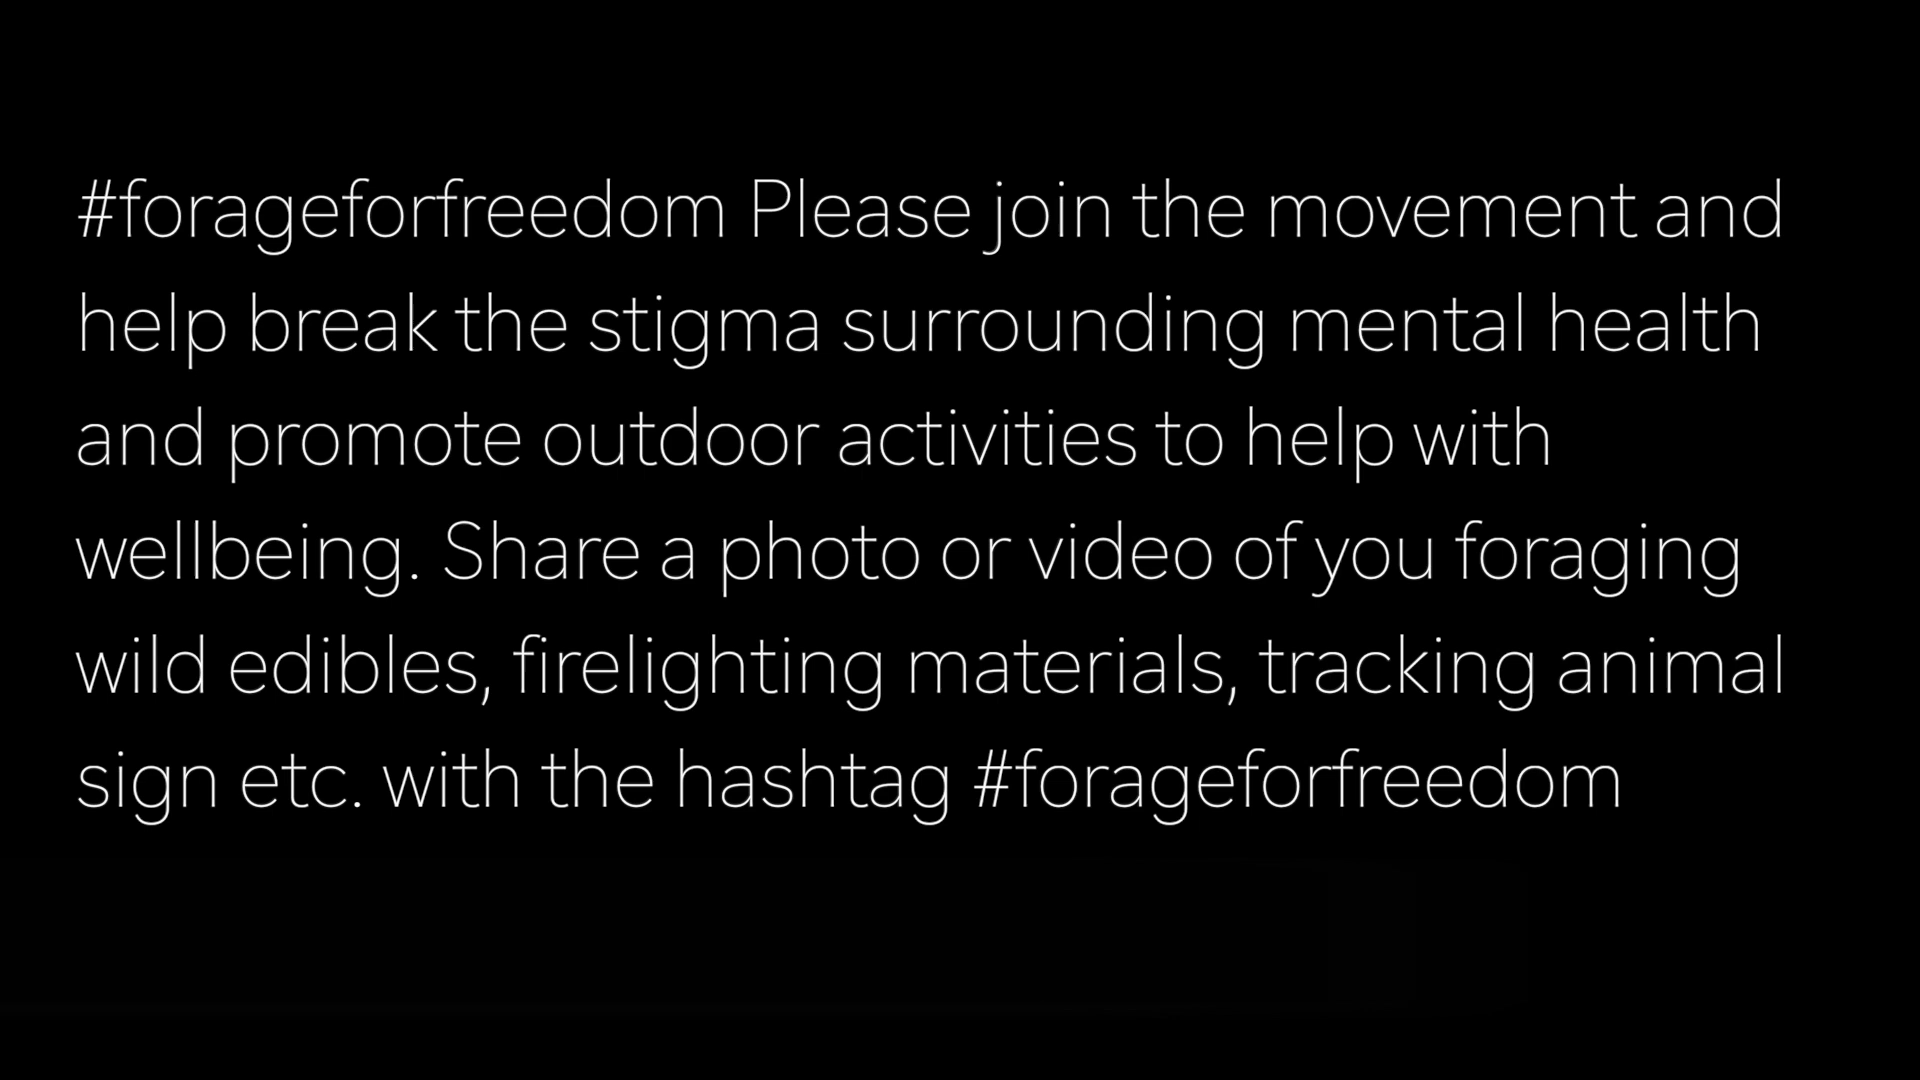 #forageforfreedom Please join the movement and
help break the stigma surrounding mental health
and promote outdoor activities to help with
wellbeing. Share a photo or video of you foraging
wild edibles, firelighting materials, tracking animal
sign etc. with the hashtag #forageforfreedom